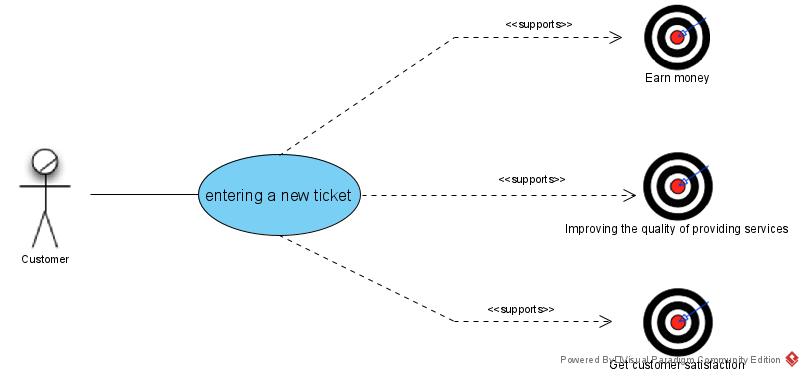 <<supports>>
Earn money
<<supports>>
entering a new ticket
Improving the quality of providing services
Customer
<<supports>>
Powered By Visual Paradigm Community Edition
Get customer satisfaction